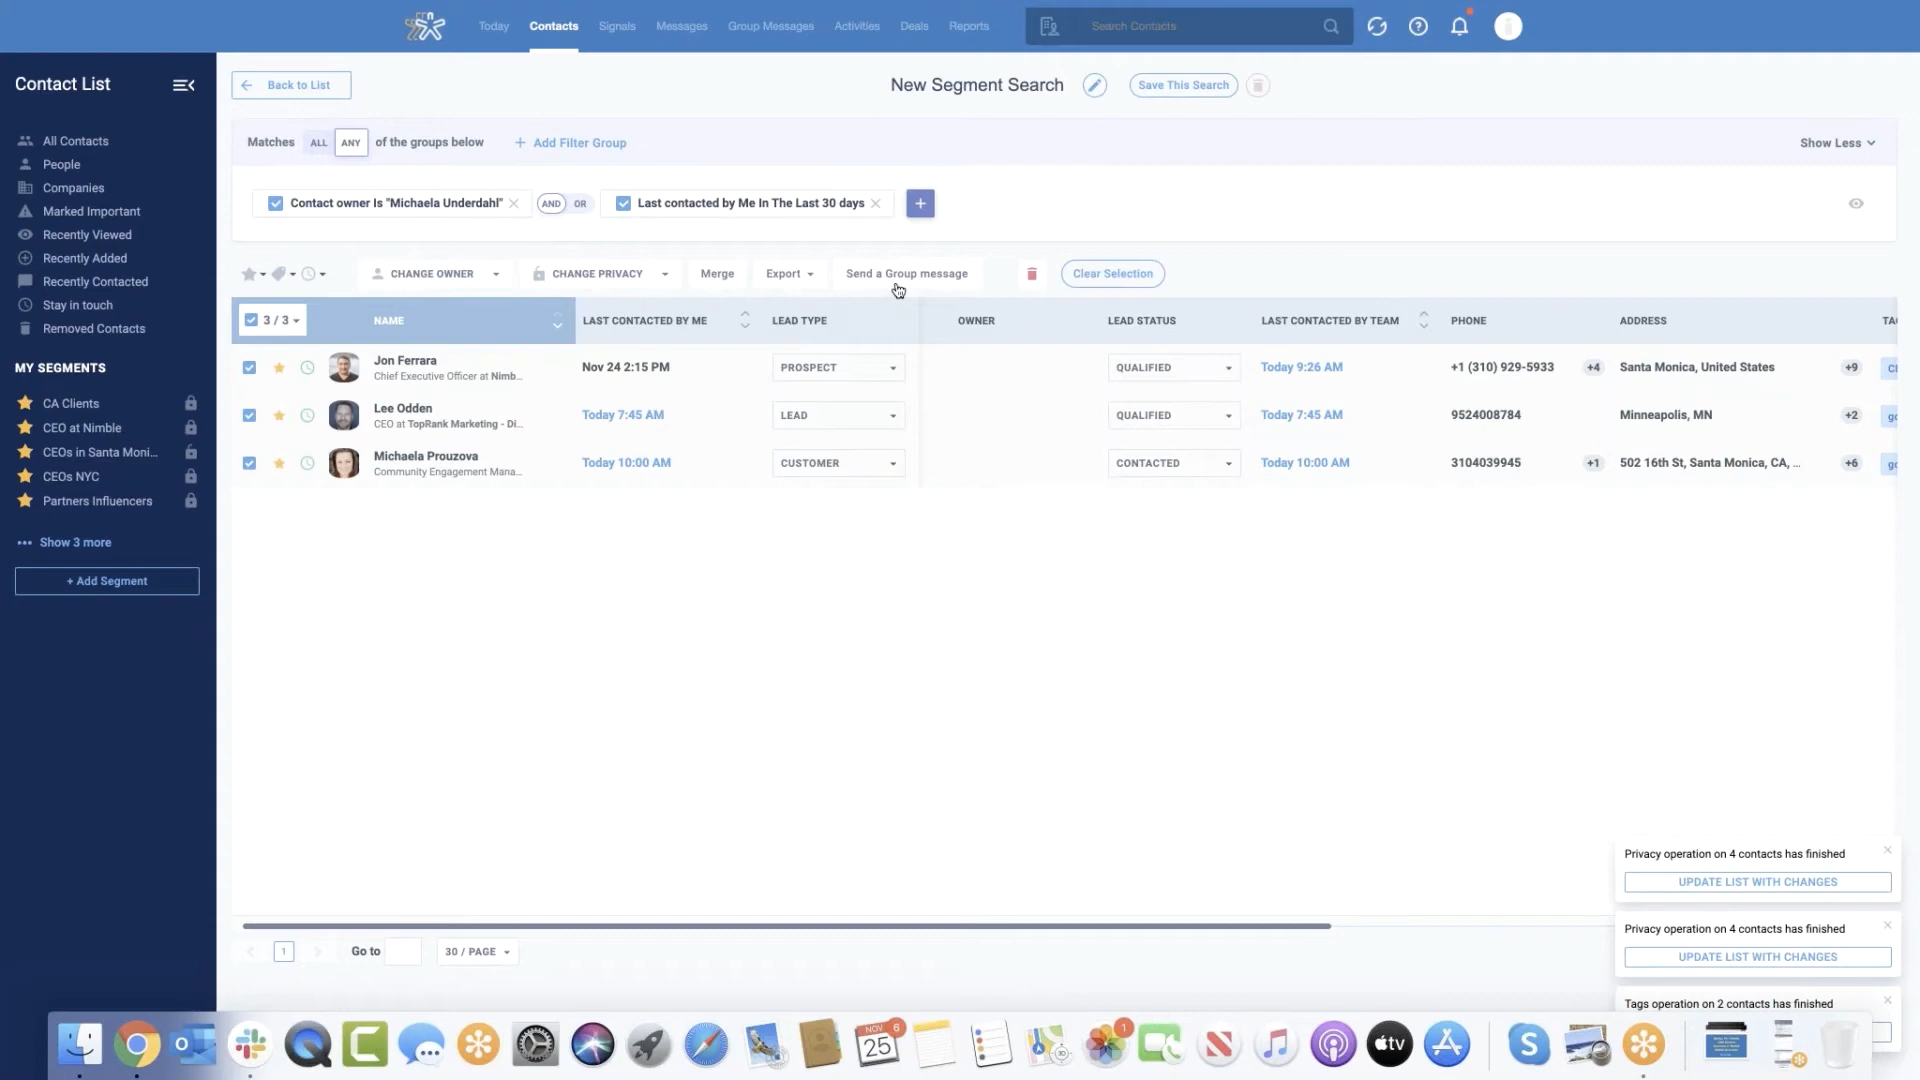 Today Contacts Signals Messages Group Messages Activities Deals Reports Search Contacts
Contact List
Back to List
New Segment Search
Save This Search
Matches ALL ANY of the groups below
Add Filter Group
Show Less
All Contacts
People
Companies
Marked Important
Recently Viewed
Recently Added
Recently Contacted
Stay in touch
Removed Contacts
MY SEGMENTS
CA Clients
CEO at Nimble
CEOs in Santa Moni...
CEOs NYC
Partners Influencers
••• Show 3 more
+ Add Segment
Contact owner Is "Michaela Underdahl" AND OR Last contacted by Me In The Last 30 days +
CHANGE OWNER CHANGE PRIVACY Merge Export Send a Group message Clear Selection
3 / 3 NAME LAST CONTACTED BY ME LEAD TYPE OWNER LEAD STATUS LAST CONTACTED BY TEAM PHONE ADDRESS TA
Jon Ferrara
Chief Executive Officer at Nimb...
Nov 24 2:15 PM PROSPECT QUALIFIED Today 9:26 AM +1 (310) 929-5933 +4 Santa Monica, United States +9
Lee Odden
CEO at TopRank Marketing - Di...
Today 7:45 AM LEAD QUALIFIED Today 7:45 AM 9524008784 Minneapolis, MN +2 go
Michaela Prouzova
Community Engagement Mana...
Today 10:00 AM CUSTOMER CONTACTED Today 10:00 AM 3104039945 +1 502 16th St, Santa Monica, CA, ... +6 go
Privacy operation on 4 contacts has finished
UPDATE LIST WITH CHANGES
Privacy operation on 4 contacts has finished
UPDATE LIST WITH CHANGES
Tags operation on 2 contacts has finished
1 Go to 30 / PAGE
NOV 6
25
1
tv
S